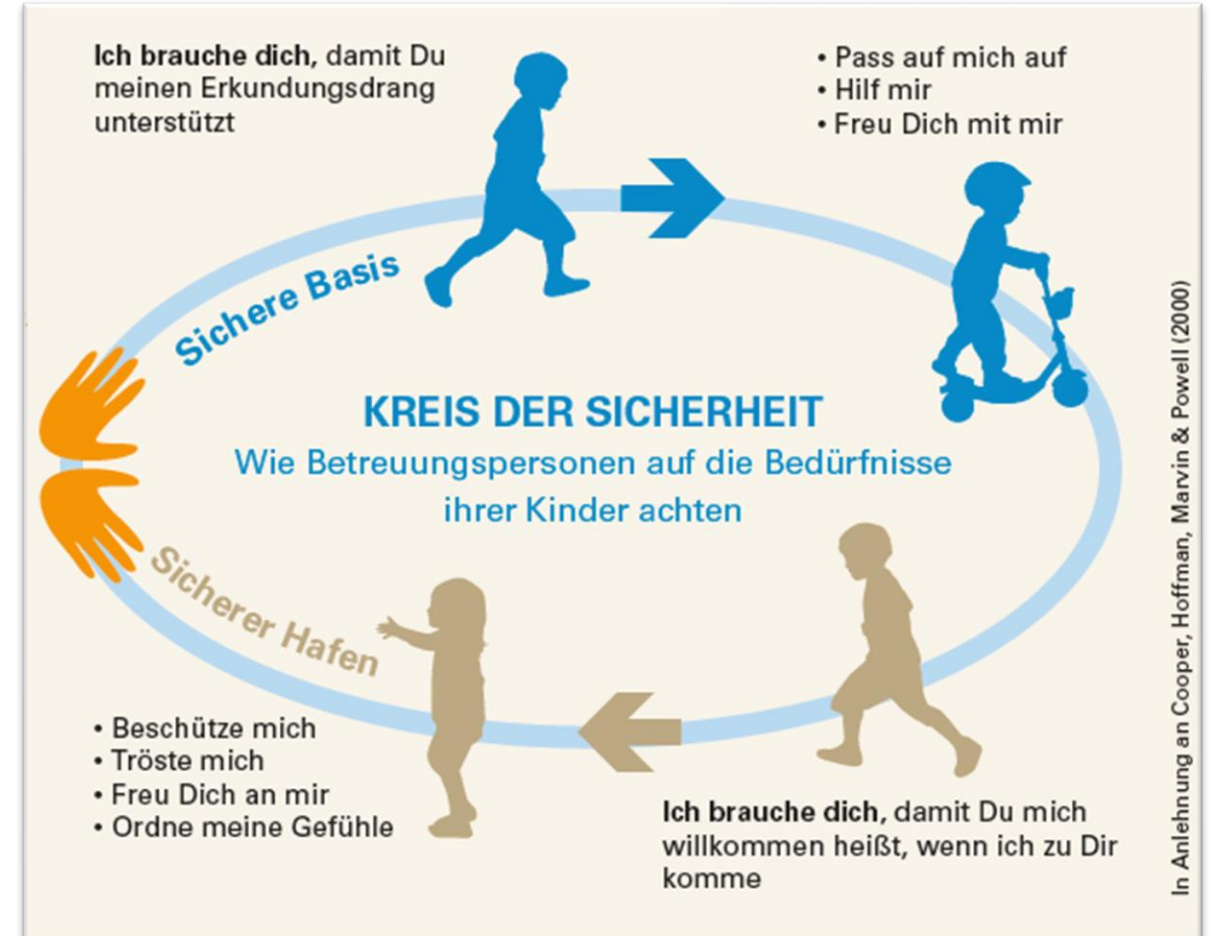 Ich brauche dich, damit Du
meinen Erkundungsdrang
unterstützt
• Pass auf mich auf
• Hilf mir
• Freu Dich mit mir
Sichere Basis
KREIS DER SICHERHEIT
Wie Betreuungspersonen auf die Bedürfnisse
ihrer Kinder achten
Sicherer Hafen
• Beschütze mich
• Tröste mich
• Freu Dich an mir
• Ordne meine Gefühle
Ich brauche dich, damit Du mich
willkommen heißt, wenn ich zu Dir
komme
In Anlehnung an Cooper, Hoffman, Marvin & Powell (2000)